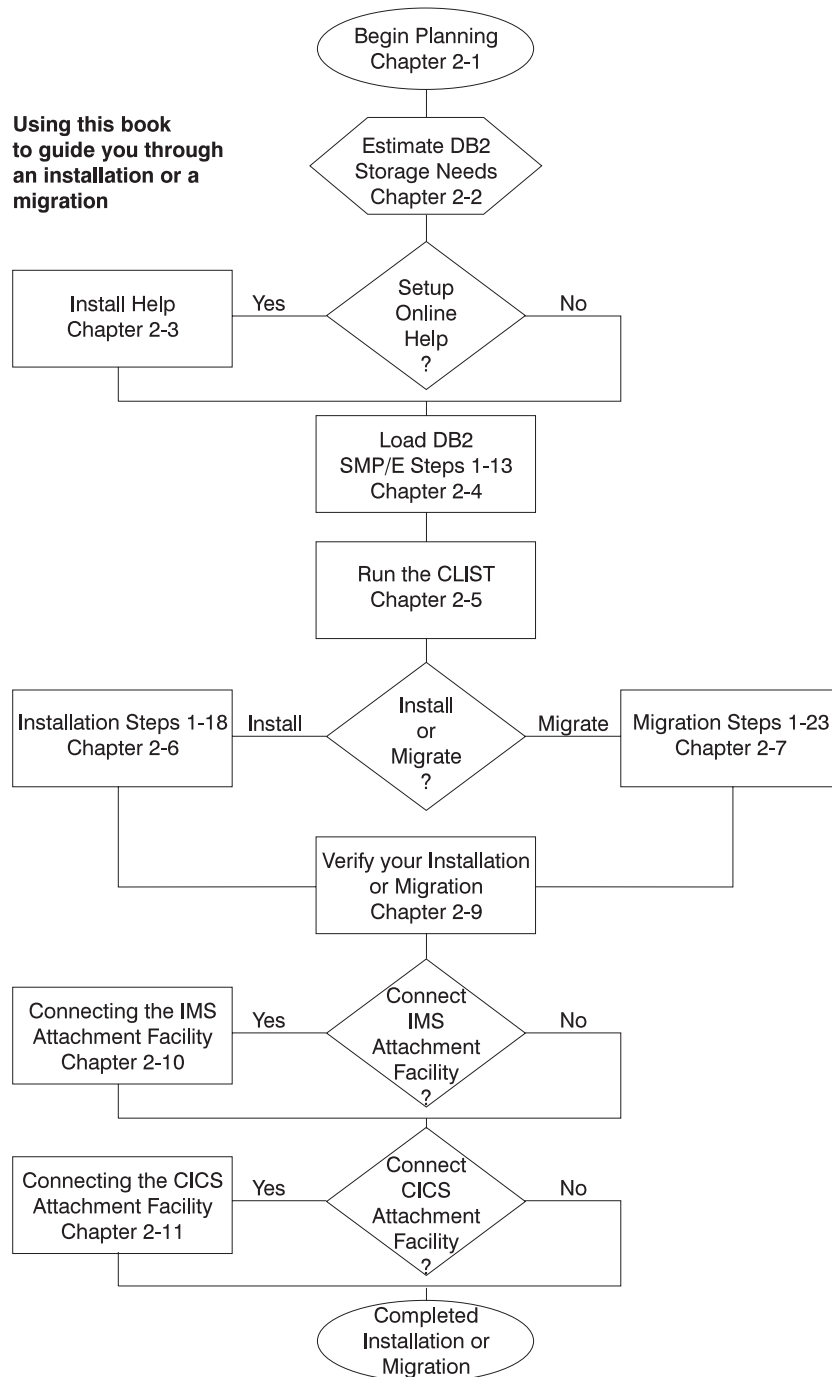 Begin Planning
Chapter 2-1
Using this book
to guide you through
an installation or a
migration
Estimate DB2
Storage Needs
Chapter 2-2
Install Help
Chapter 2-3
Yes
Setup
Online
Help
?
No
Load DB2
SMP/E Steps 1-13
Chapter 2-4
Run the CLIST
Chapter 2-5
Installation Steps 1-18
Chapter 2-6
Install
Install
or
Migrate
?
Migrate
Migration Steps 1-23
Chapter 2-7
Verify your Installation
or Migration
Chapter 2-9
Connecting the IMS
Attachment Facility
Chapter 2-10
Yes
Connect
IMS
Attachment
Facility
?
No
Connecting the CICS
Attachment Facility
Chapter 2-11
Yes
Connect
CICS
Attachment
Facility
?
No
Completed
Installation or
Migration